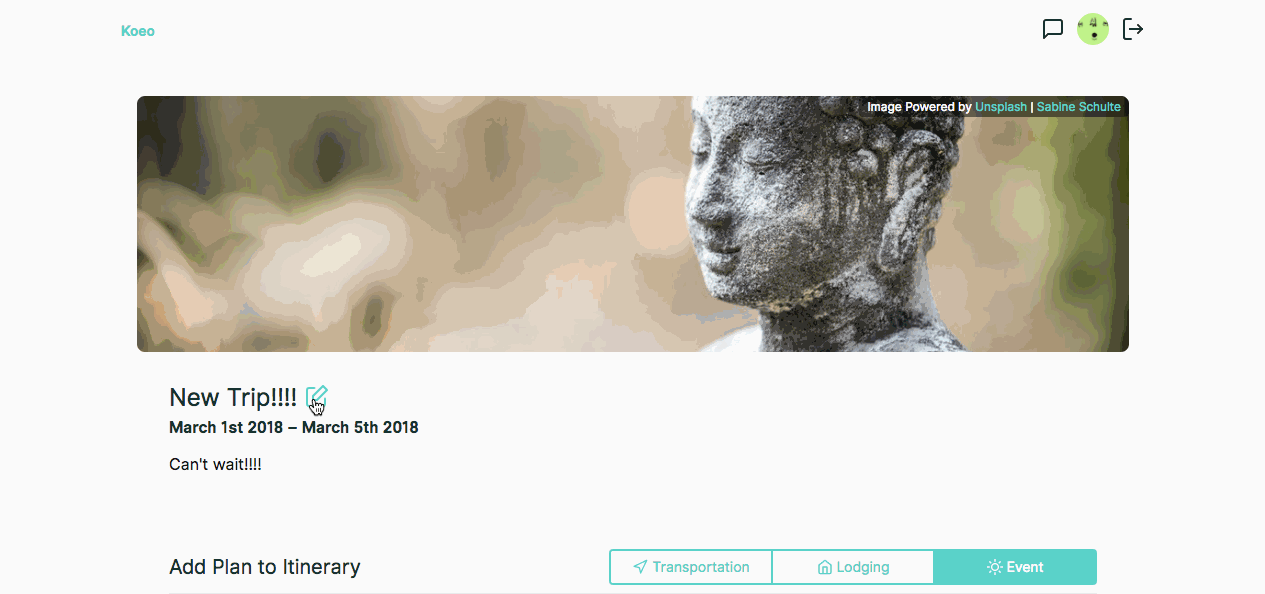 Koeo
Image Powered by Unsplash | Sabine Schulte
New Trip!!!!
March 1st 2018 – March 5th 2018
Can't wait!!!!
Add Plan to Itinerary
Transportation
Lodging
Event